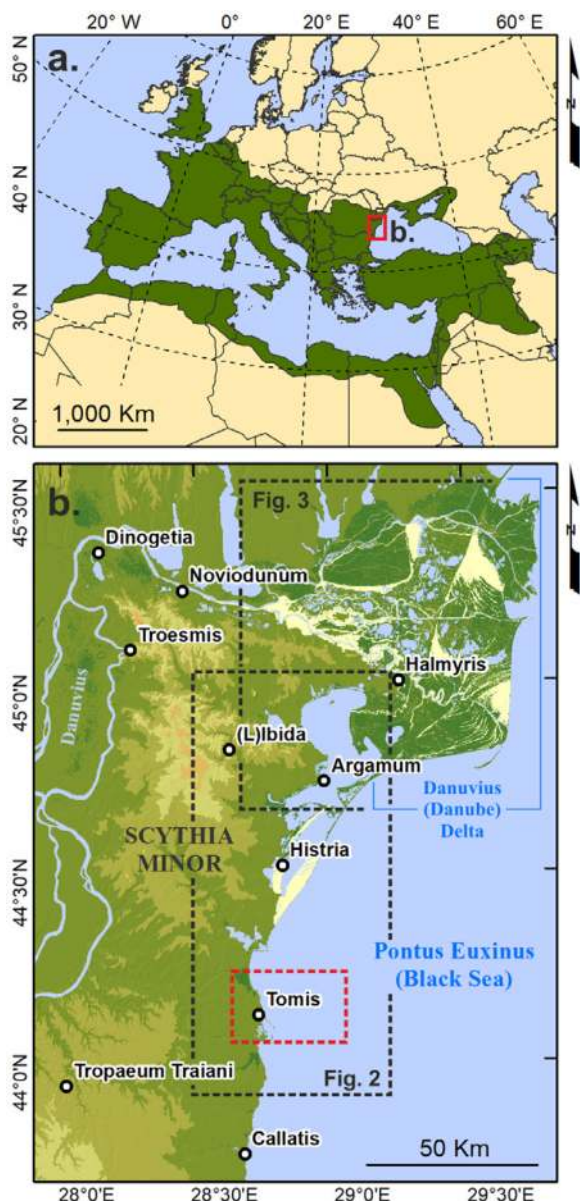 20° W
0°
20° E
40° E
60° E
50° N
40° N
30° N
20° N
a.
b.
N
1,000 Km
b.
Fig. 3
Dinogetia
Noviodunum
Troesmis
Halmyris
Danuvius
(L)Ibida
Argamum
Danuvius
(Danube)
Delta
SCYTHIA
MINOR
Histria
Pontus Euxinus
(Black Sea)
Tomis
Tropaeum Traiani
Fig. 2
Callatis
50 Km
45°30'N
45°0'N
44°30'N
44°0'N
28°0'E
28°30'E
29°0'E
29°30'E